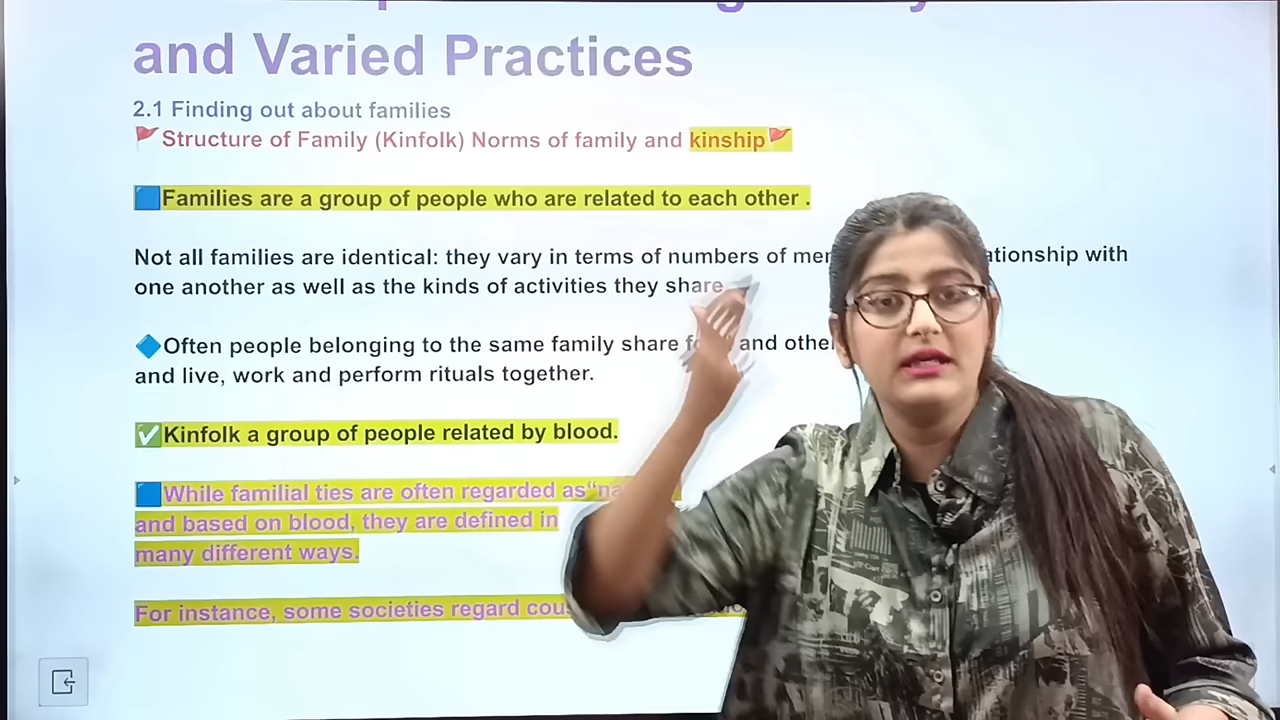 and Varied Practices
2.1 Finding out about families
Structure of Family (Kinfolk) Norms of family and kinship
Families are a group of people who are related to each other .
Not all families are identical: they vary in terms of numbers of with
one another as well as the kinds of activities they share
Often people belonging to the same family share and
and live, work and perform rituals together.
Kinfolk a group of people related by blood.
While familial ties are often regarded as“
and based on blood, they are defined in
many different ways.
For instance, some societies regard